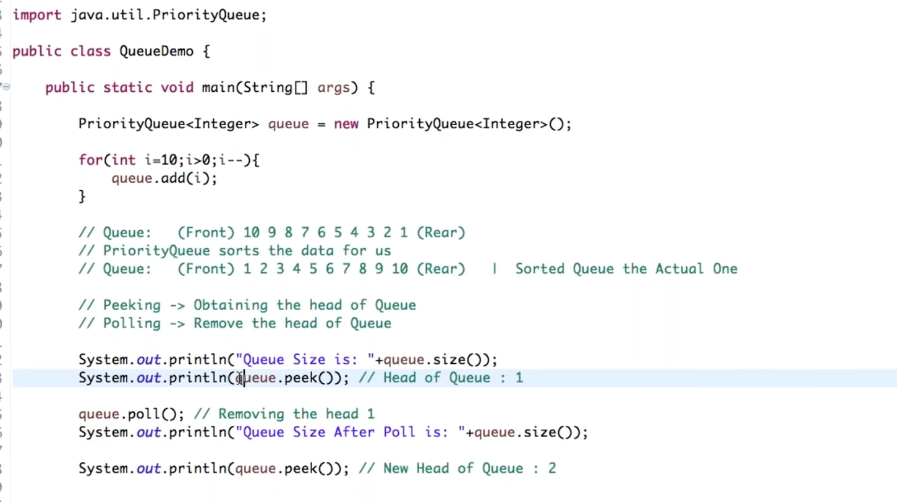 import java.util.PriorityQueue;
public class QueueDemo {
public static void main(String[] args) {
PriorityQueue<Integer> queue = new PriorityQueue<Integer>();
for(int i=10;i>0;i--){
queue.add(i);
}
// Queue:   (Front) 10 9 8 7 6 5 4 3 2 1 (Rear)
// PriorityQueue sorts the data for us
// Queue:   (Front) 1 2 3 4 5 6 7 8 9 10 (Rear)   |  Sorted Queue the Actual One
// Peeking -> Obtaining the head of Queue
// Polling -> Remove the head of Queue
System.out.println("Queue Size is: "+queue.size());
System.out.println(queue.peek()); // Head of Queue : 1
queue.poll(); // Removing the head 1
System.out.println("Queue Size After Poll is: "+queue.size());
System.out.println(queue.peek()); // New Head of Queue : 2